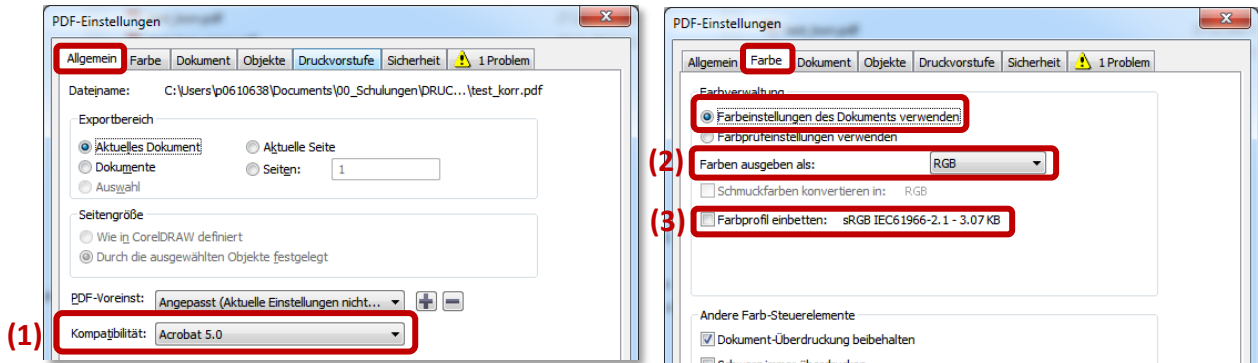 PDF-Einstellungen
Allgemein Farbe Dokument Objekte Druckvorstufe Sicherheit 1 Problem
Dateiname: C:\Users\p0610638\Documents\00_Schulungen\DRUC...\test_korr.pdf
Exportbereich
Aktuelles Dokument Aktuelle Seite
Dokumente Seiten: 1
Auswahl
Seitengröße
Wie in CorelDRAW definiert
Durch die ausgewählten Objekte festgelegt
PDF-Voreinst: Angepasst (Aktuelle Einstellungen nicht...
(1) Kompatibilität: Acrobat 5.0
PDF-Einstellungen
Allgemein Farbe Dokument Objekte Druckvorstufe Sicherheit 1 Problem
Farbverwaltung
Farbeinstellungen des Dokuments verwenden
Farbprüfeinstellungen verwenden
(2) Farben ausgeben als: RGB
Schmuckfarben konvertieren in: RGB
(3) Farbprofil einbetten: sRGB IEC61966-2.1 - 3.07 KB
Andere Farb-Steuerelemente
Dokument-Überdruckung beibehalten